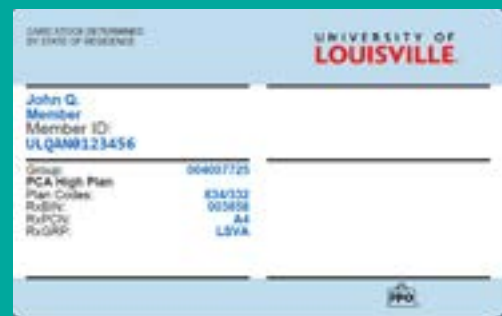 CARD STOCK DETERMINED
BY STATE OF RESIDENCE
UNIVERSITY OF
LOUISVILLE
John Q.
Member
Member ID:
ULQAN0123456
Group: 004007725
PCA High Plan
Plan Codes: 834/332
RxBIN: 003858
RxPCN: A4
RxGRP: LSVA
PPO